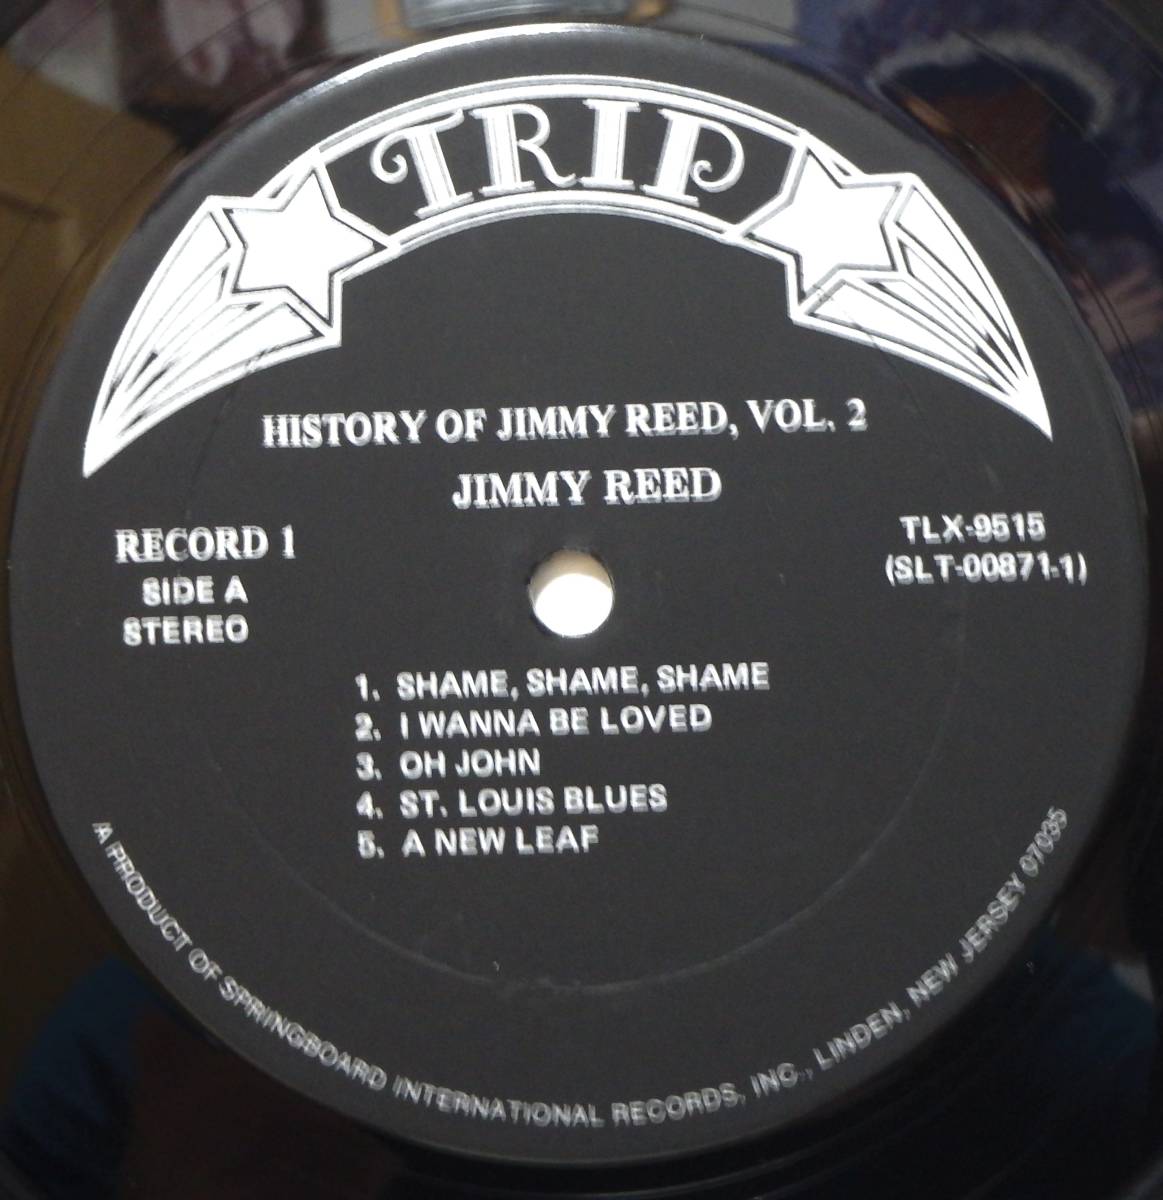 TRIP
HISTORY OF JIMMY REED, VOL. 2
JIMMY REED
RECORD 1
SIDE A
STEREO
TLX-9515
(SLT-00871-1)
1. SHAME, SHAME, SHAME
2. I WANNA BE LOVED
3. OH JOHN
4. ST. LOUIS BLUES
5. A NEW LEAF
A PRODUCT OF SPRINGBOARD INTERNATIONAL RECORDS, INC., LINDEN, NEW JERSEY 07035